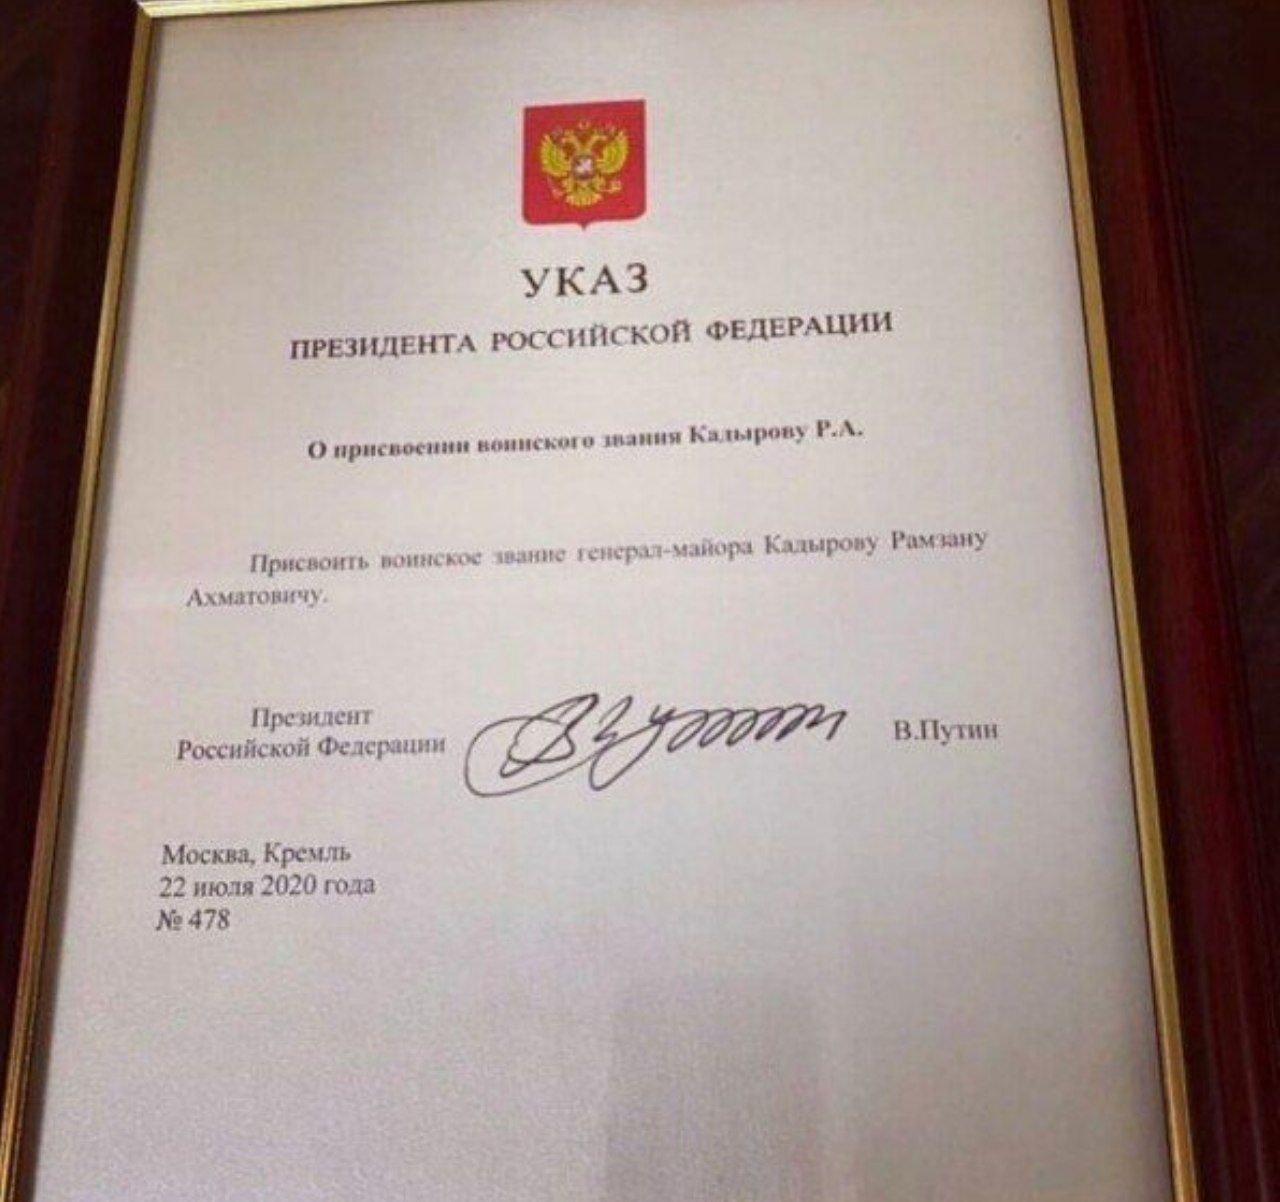 УКАЗ
ПРЕЗИДЕНТА РОССИЙСКОЙ ФЕДЕРАЦИИ
О присвоении воинского звания Кадырову Р.А.
Присвоить воинское звание генерал-майора Кадырову Рамзану
Ахматовичу.
Президент
Российской Федерации
В.Путин
Москва, Кремль
22 июля 2020 года
№ 478